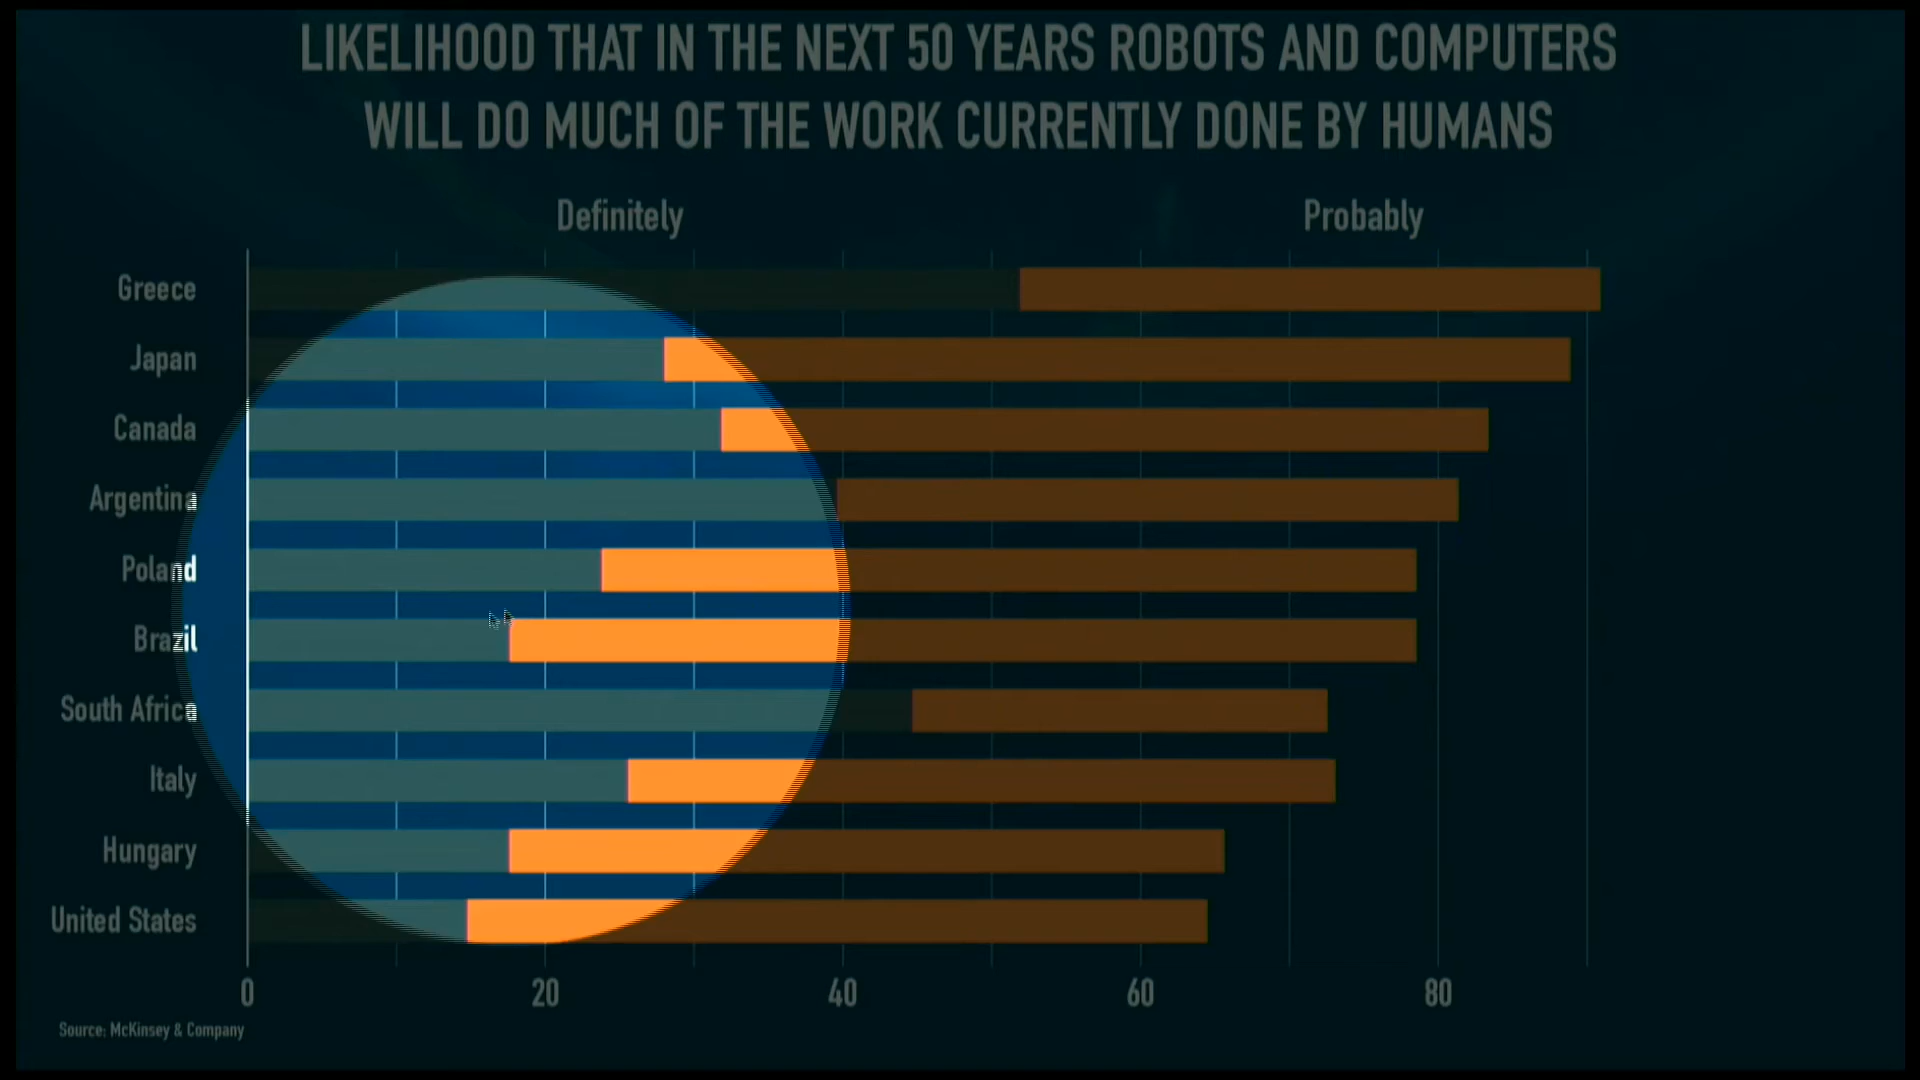 LIKELIHOOD THAT IN THE NEXT 50 YEARS ROBOTS AND COMPUTERS
WILL DO MUCH OF THE WORK CURRENTLY DONE BY HUMANS
Definitely Probably
Greece
Japan
Canada
Argentina
Poland
Brazil
South Africa
Italy
Hungary
United States
0 20 40 60 80
Source: McKinsey & Company